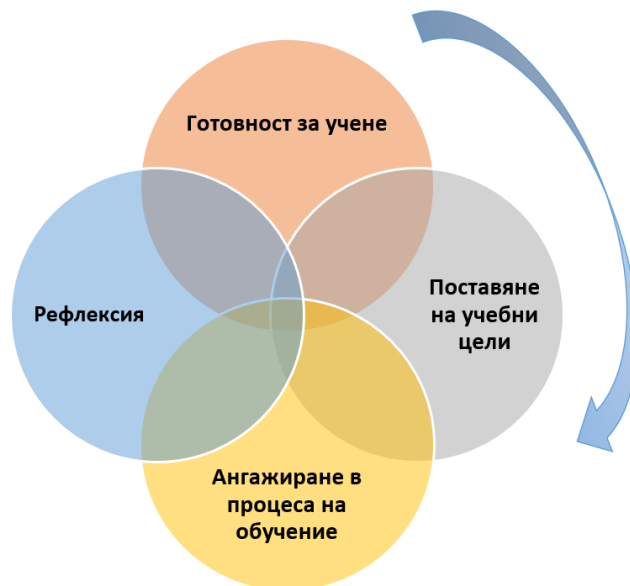 Готовност за учене
Поставяне
на учебни
цели
Ангажиране в
процеса на
обучение
Рефлексия